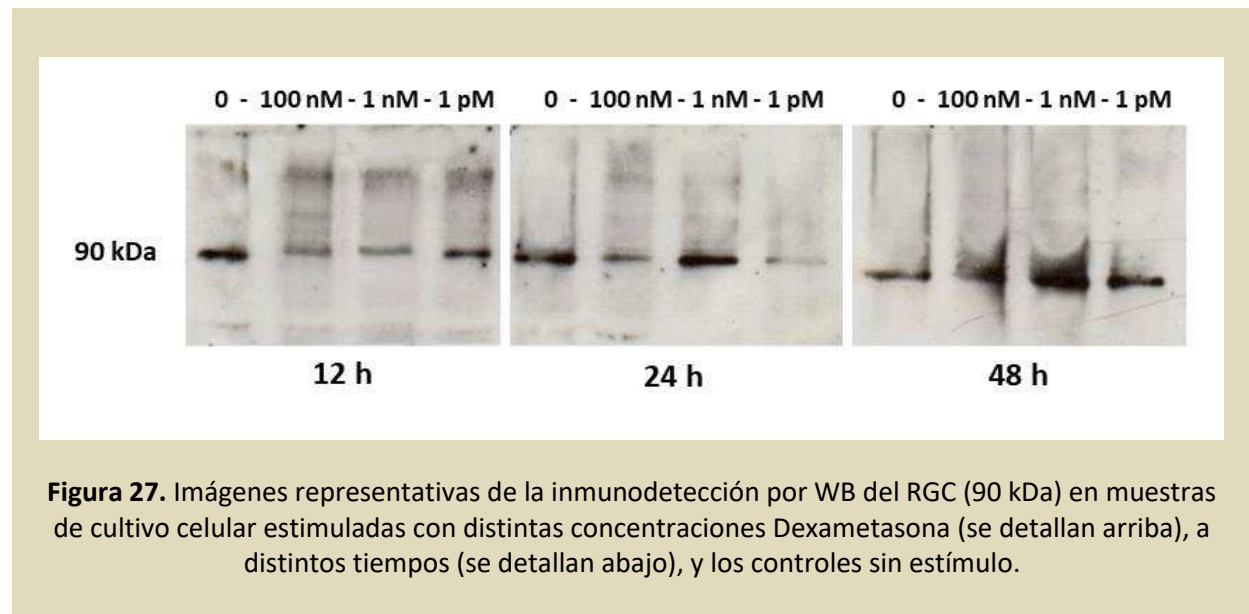 0 - 100 nM - 1 nM - 1 pM 0 - 100 nM - 1 nM - 1 pM 0 - 100 nM - 1 nM - 1 pM
90 kDa
12 h 24 h 48 h
Figura 27. Imágenes representativas de la inmunodetección por WB del RGC (90 kDa) en muestras
de cultivo celular estimuladas con distintas concentraciones Dexametasona (se detallan arriba), a
distintos tiempos (se detallan abajo), y los controles sin estímulo.